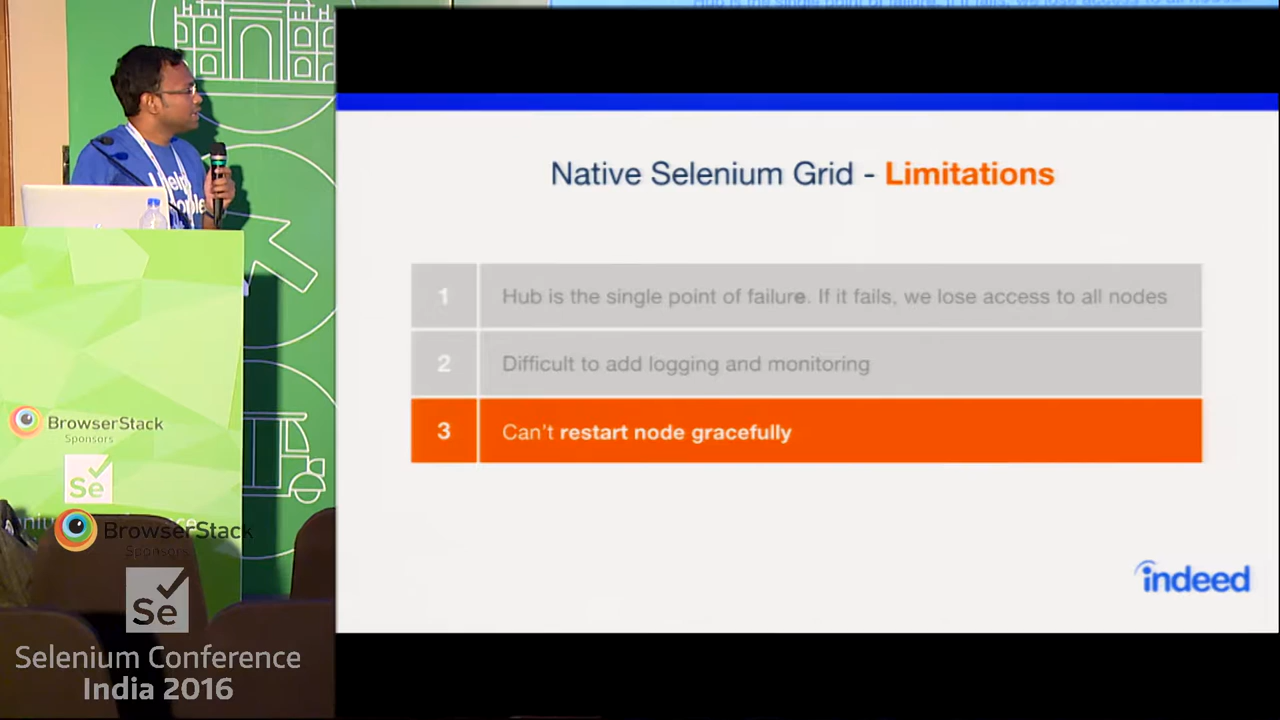 Native Selenium Grid - Limitations
1 Hub is the single point of failure. If it fails, we lose access to all nodes
2 Difficult to add logging and monitoring
3 Can't restart node gracefully
indeed
I help
BrowserStack
Sponsors
Se
BrowserStack
Sponsors
Se
Selenium Conference
India 2016